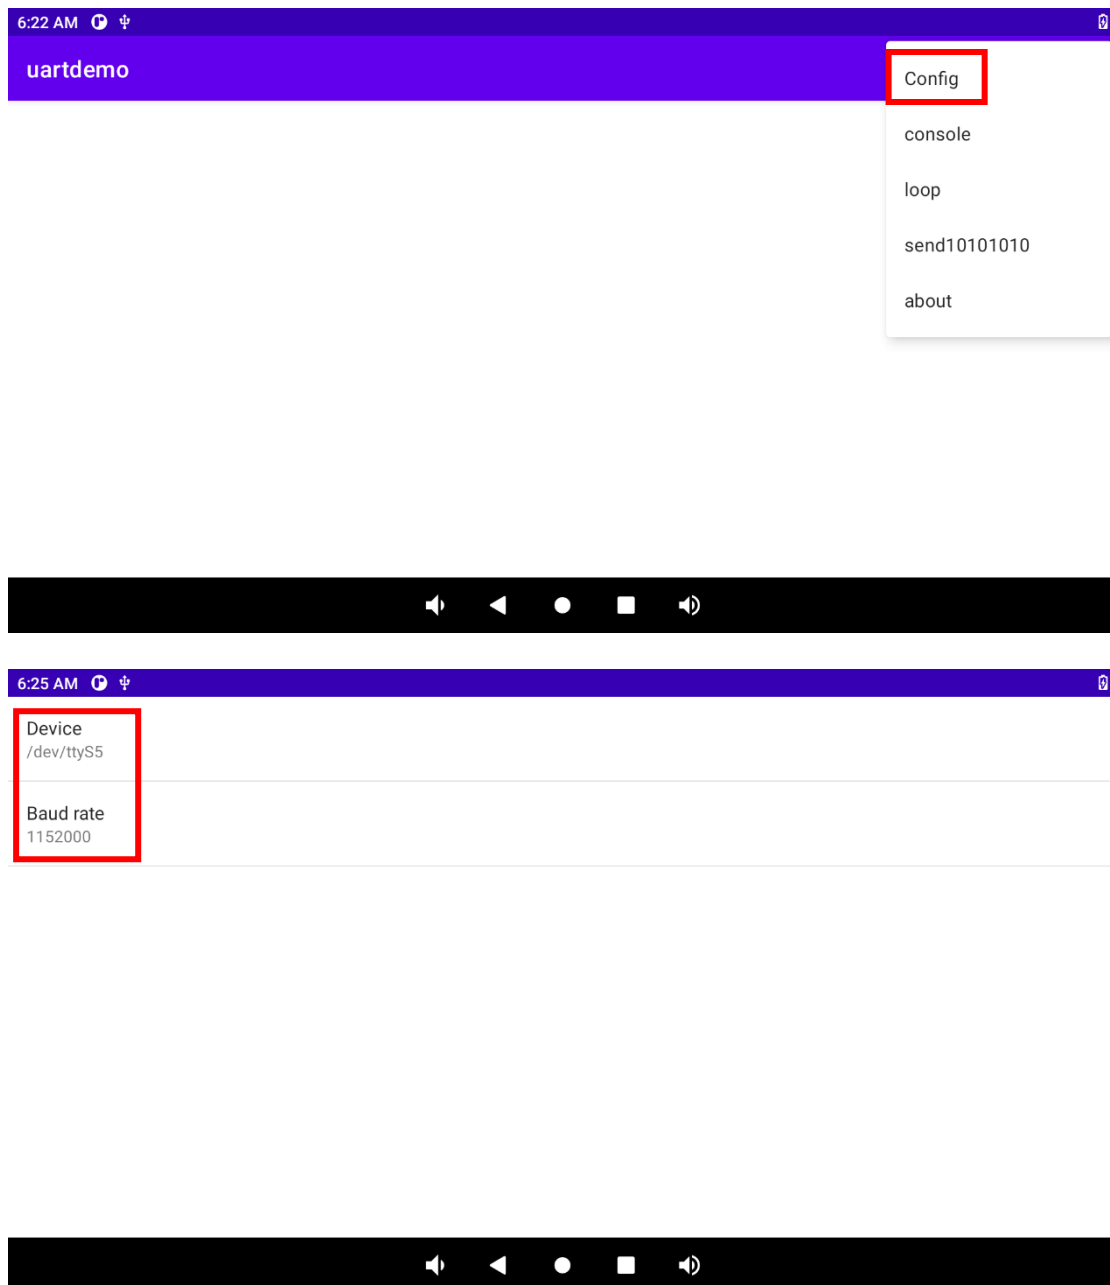 6:22 AM
uartdemo
Config
console
loop
send10101010
about
6:25 AM
Device
/dev/ttyS5
Baud rate
1152000